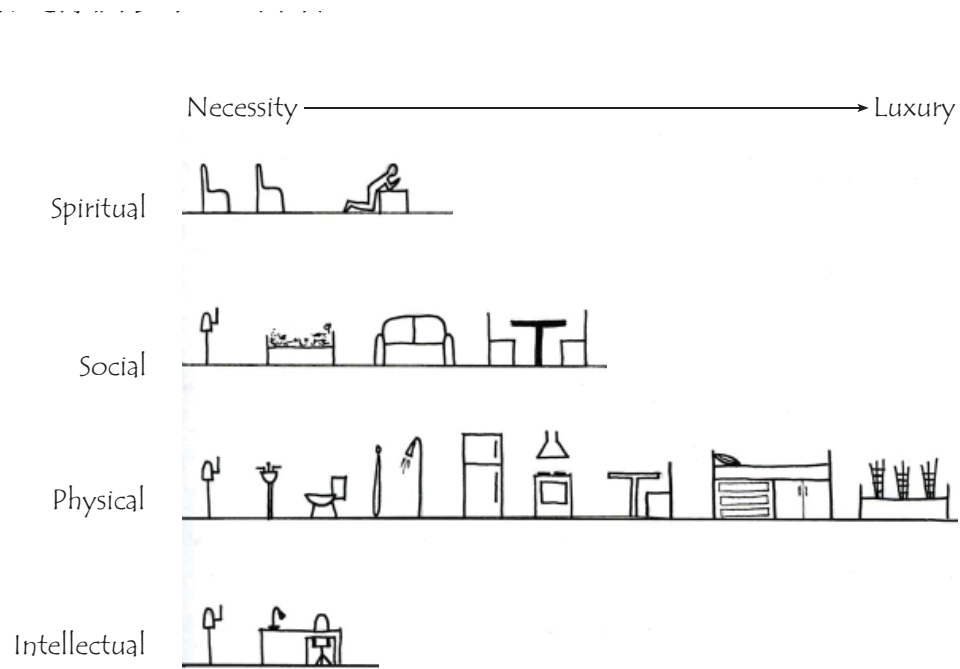 Necessity Luxury
Spiritual
Social
Physical
Intellectual